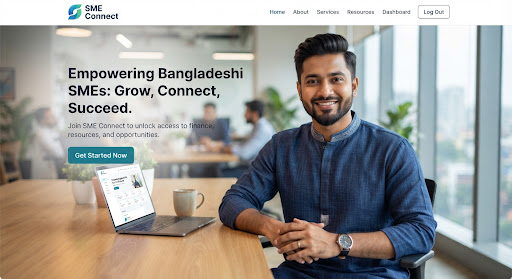 SME
Connect
Home About Services Resources Dashboard Log Out
Empowering Bangladeshi
SMEs: Grow, Connect,
Succeed.
Join SME Connect to unlock access to finance,
resources, and opportunities.
Get Started Now